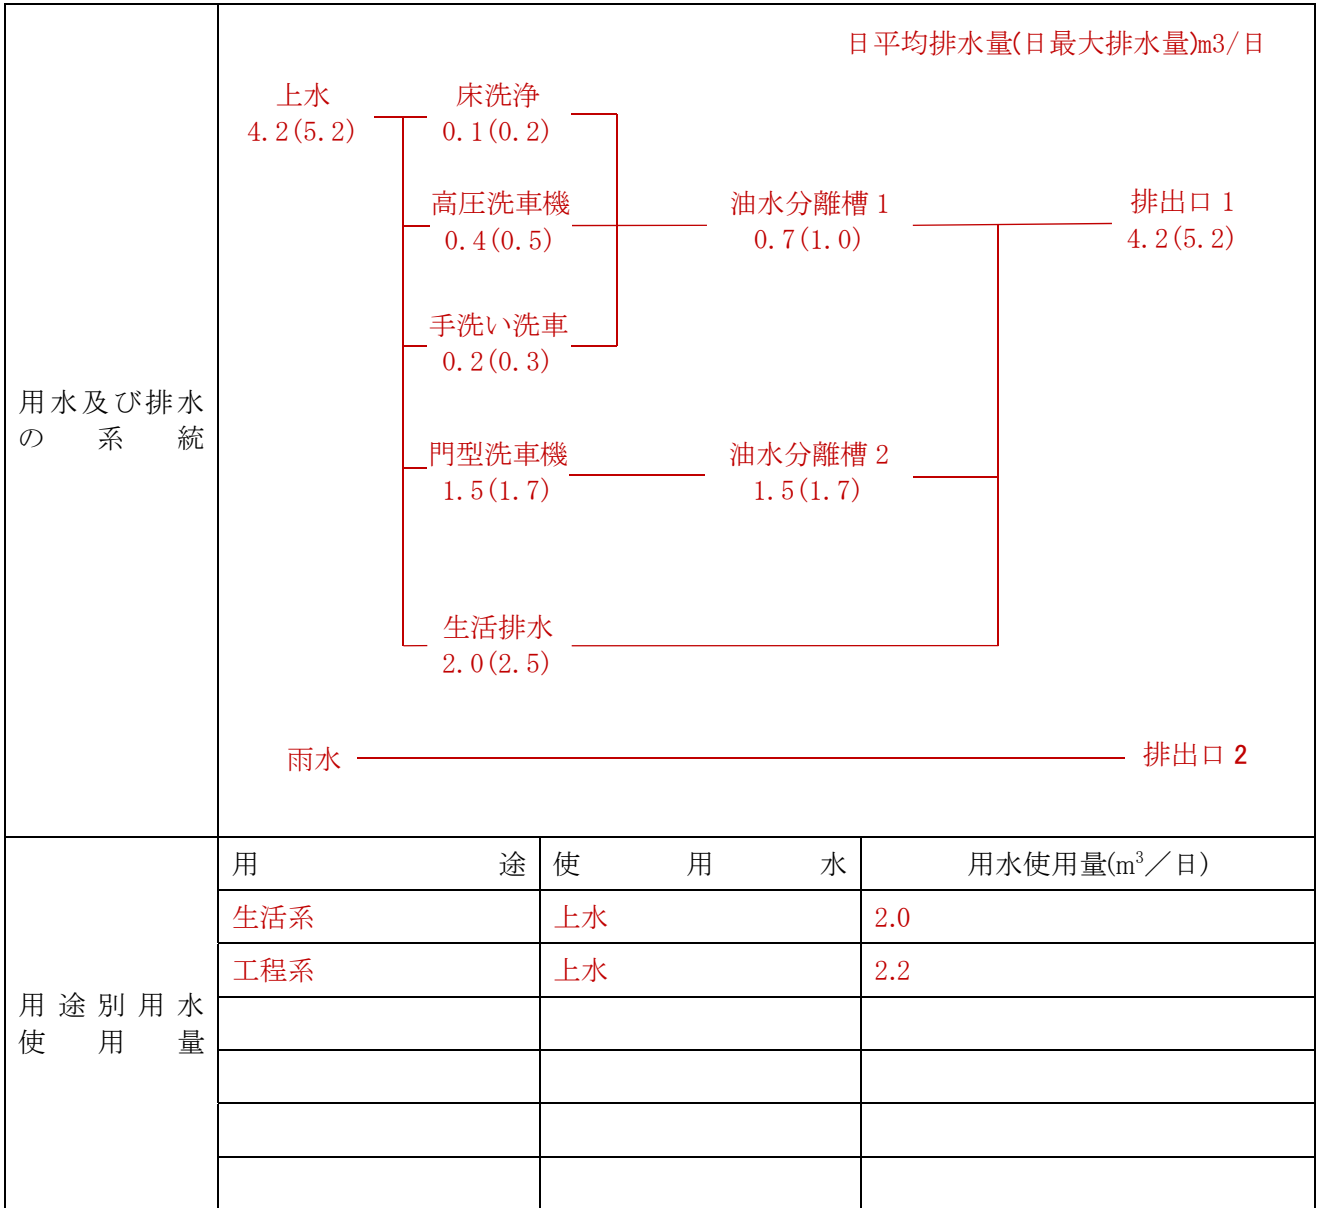 日平均排水量(日最大排水量)m3/日
上水
4.2(5.2)
床洗浄
0.1(0.2)
高圧洗車機
0.4(0.5)
油水分離槽 1
0.7(1.0)
排出口 1
4.2(5.2)
手洗い洗車
0.2(0.3)
用水及び排水
の系統
門型洗車機
1.5(1.7)
油水分離槽 2
1.5(1.7)
生活排水
2.0(2.5)
雨水
排出口 2
用途 使用水 用水使用量(m³／日)
生活系 上水 2.0
工程系 上水 2.2
用途別用水
使用量